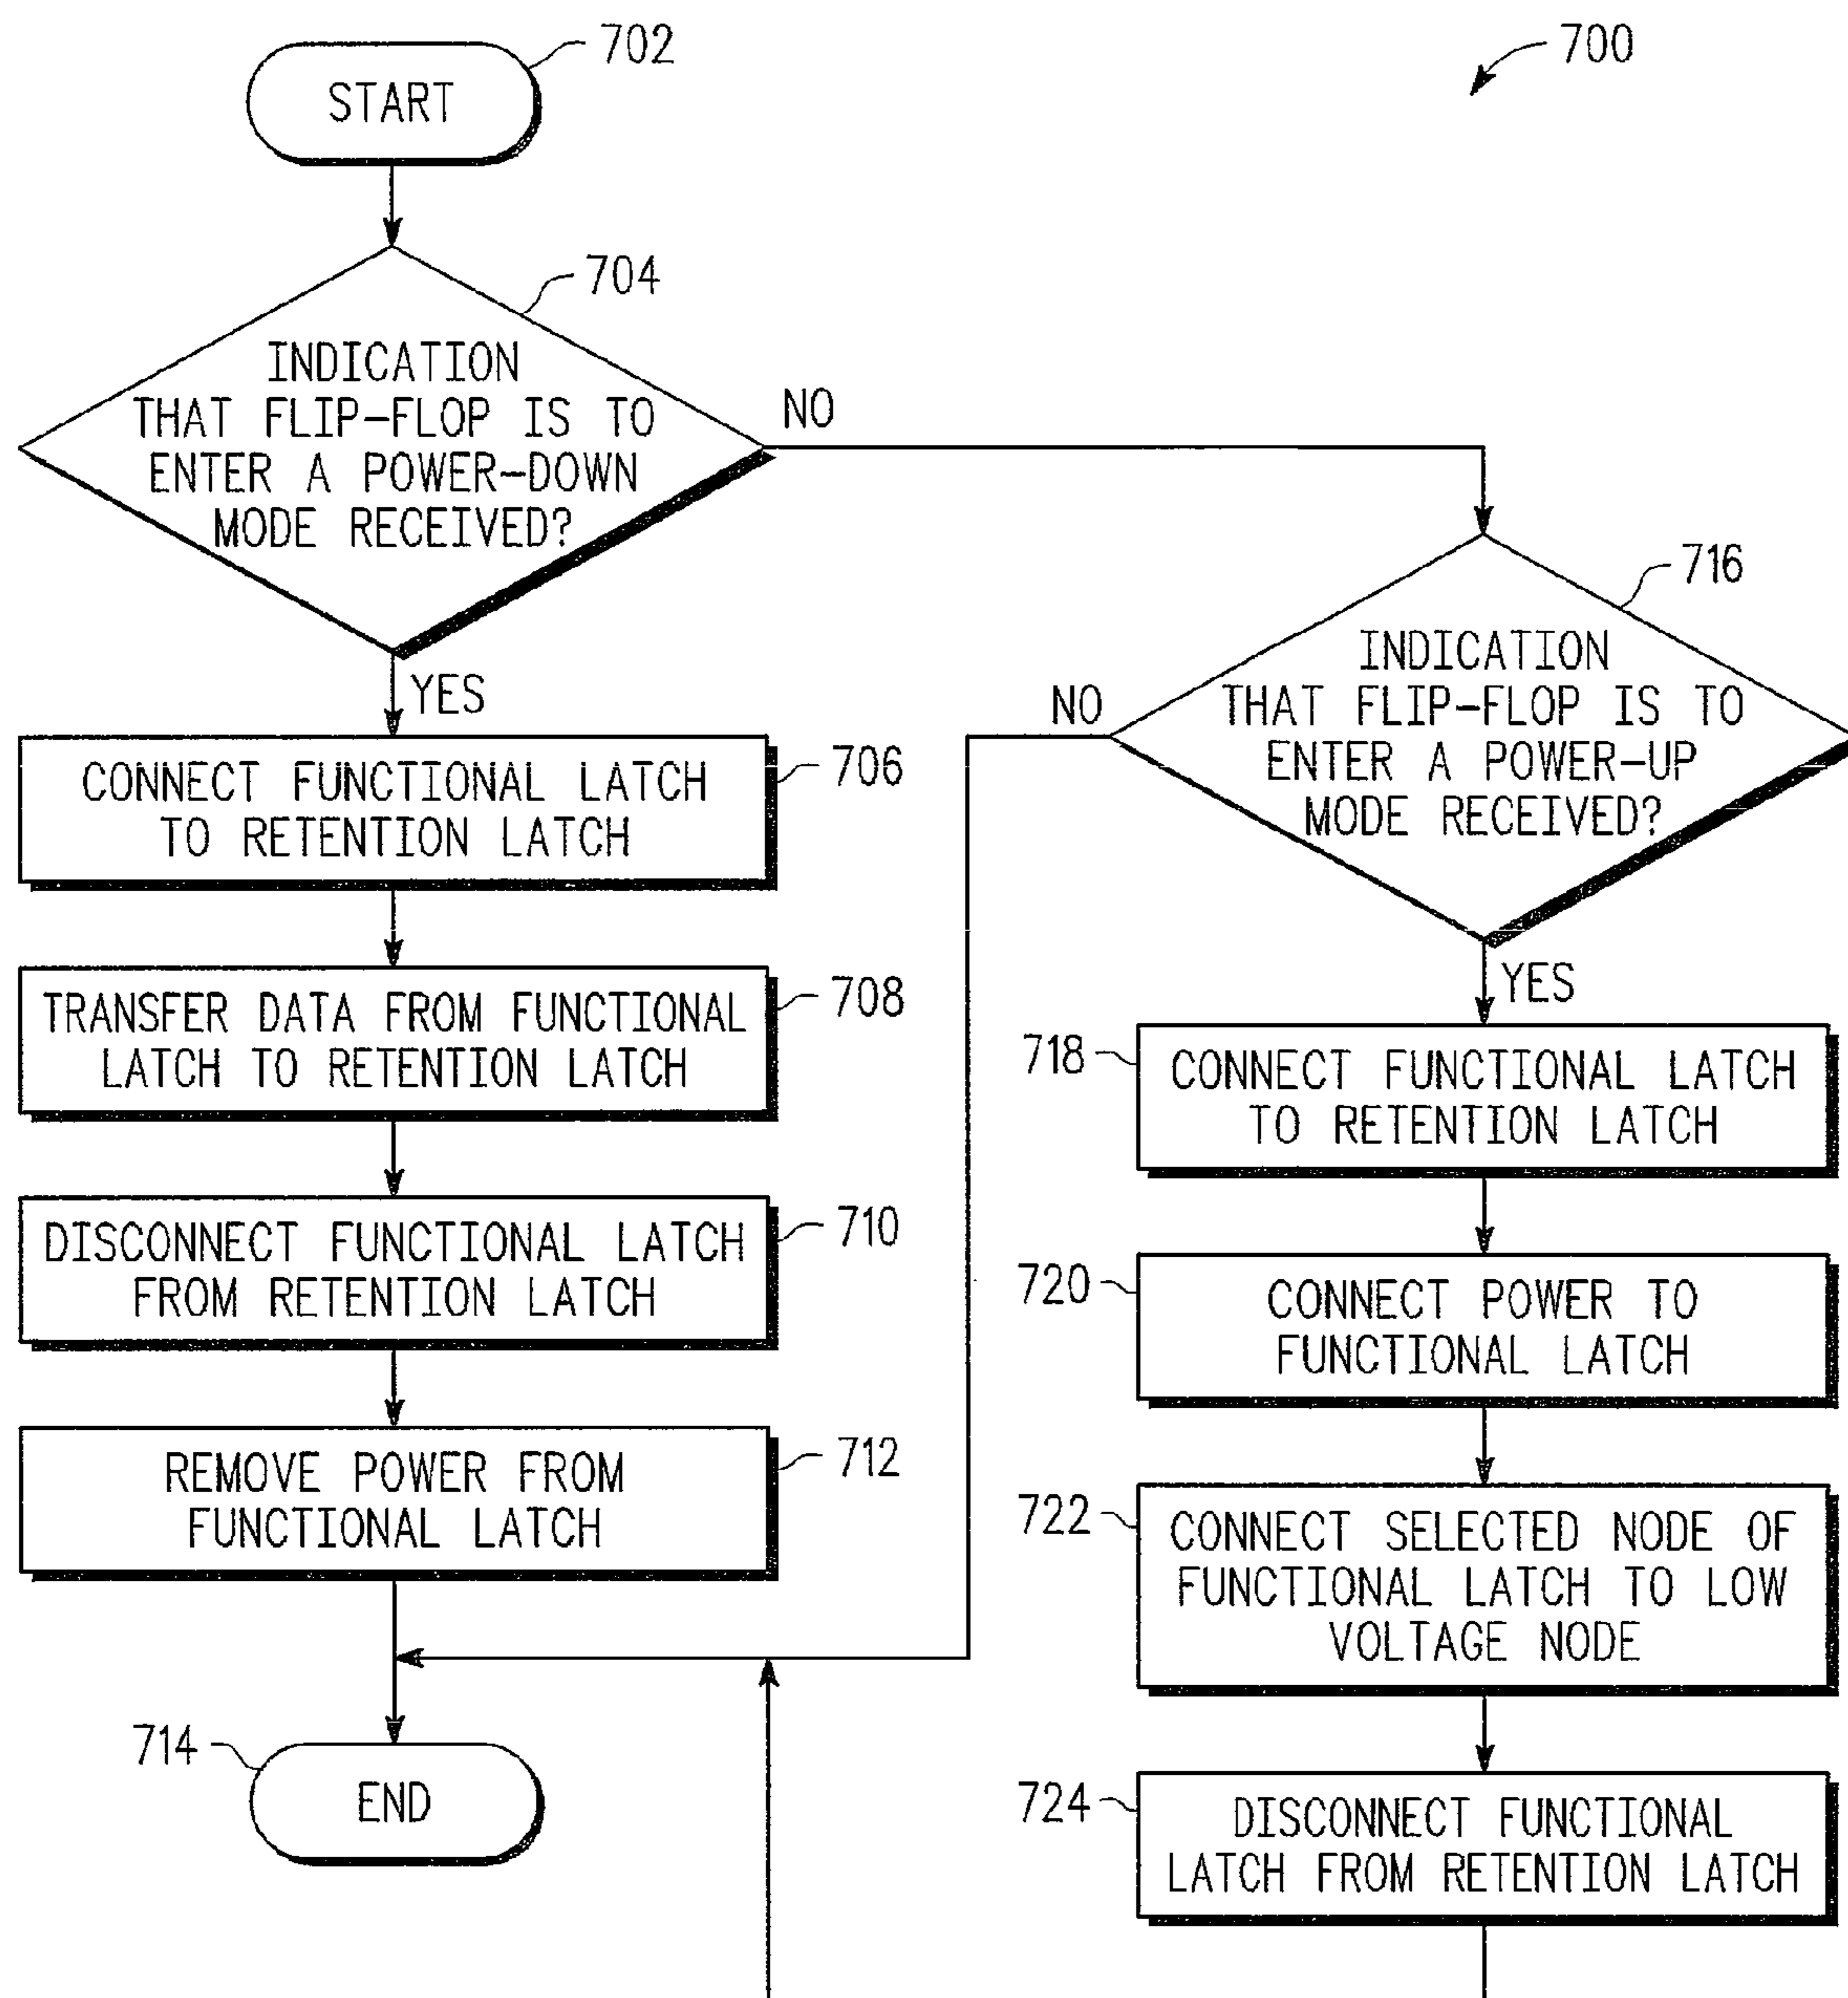 702
START
700
704
INDICATION
THAT FLIP-FLOP IS TO
ENTER A POWER-DOWN
MODE RECEIVED?
NO
YES
706
CONNECT FUNCTIONAL LATCH
TO RETENTION LATCH
708
TRANSFER DATA FROM FUNCTIONAL
LATCH TO RETENTION LATCH
710
DISCONNECT FUNCTIONAL LATCH
FROM RETENTION LATCH
712
REMOVE POWER FROM
FUNCTIONAL LATCH
714
END
716
INDICATION
THAT FLIP-FLOP IS TO
ENTER A POWER-UP
MODE RECEIVED?
NO
YES
718
CONNECT FUNCTIONAL LATCH
TO RETENTION LATCH
720
CONNECT POWER TO
FUNCTIONAL LATCH
722
CONNECT SELECTED NODE OF
FUNCTIONAL LATCH TO LOW
VOLTAGE NODE
724
DISCONNECT FUNCTIONAL
LATCH FROM RETENTION LATCH